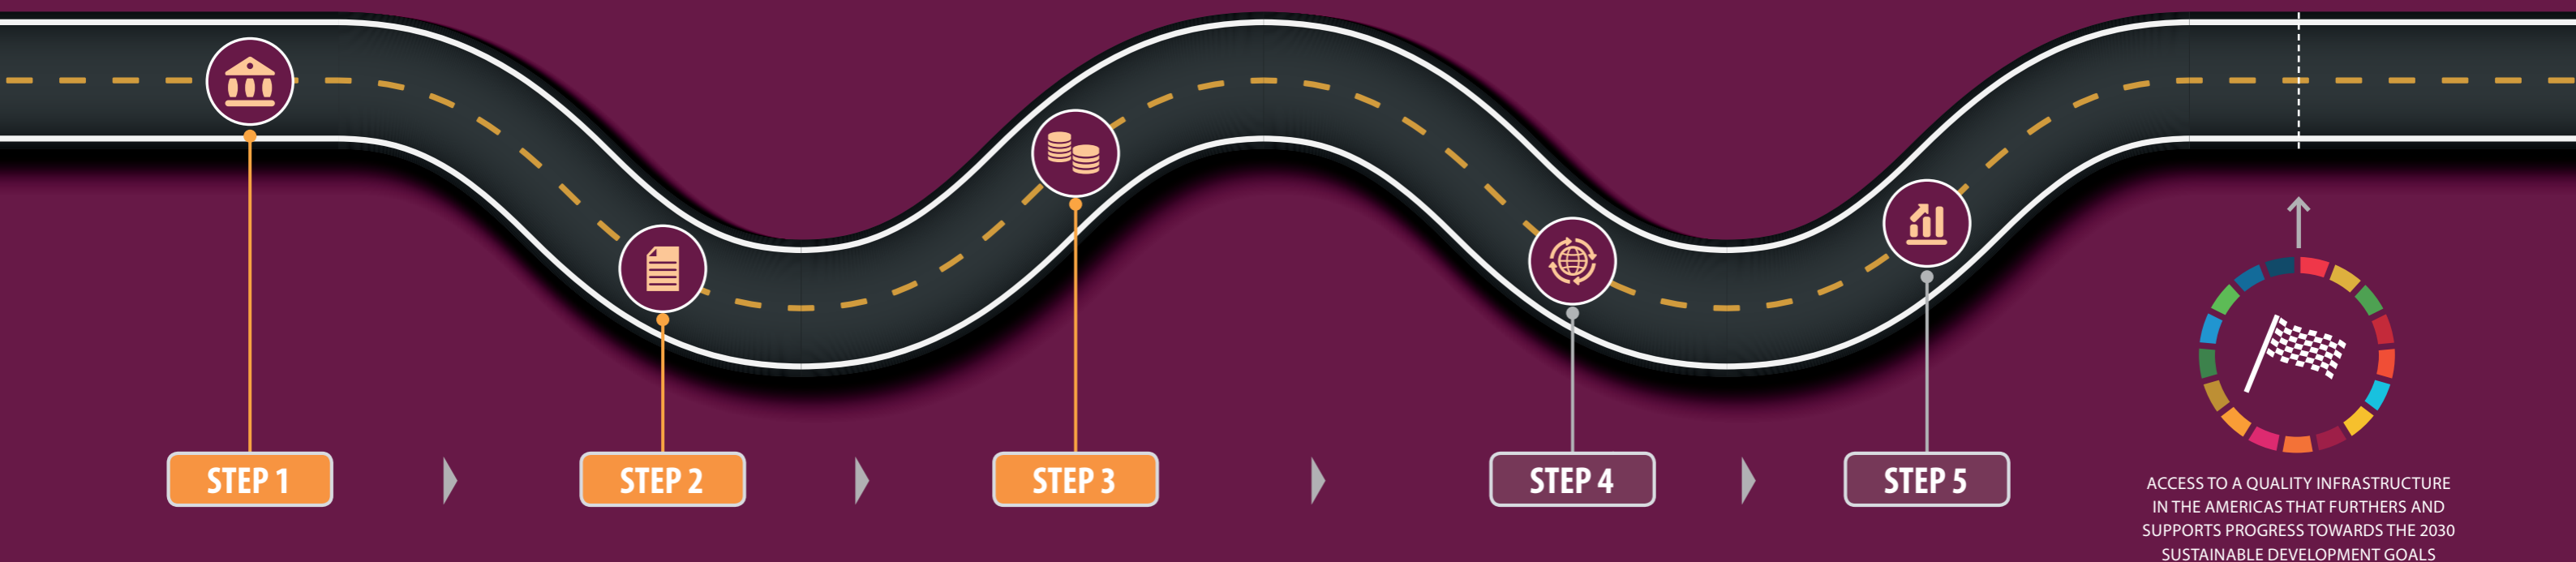 STEP 1
STEP 2
STEP 3
STEP 4
STEP 5
ACCESS TO A QUALITY INFRASTRUCTURE
IN THE AMERICAS THAT FURTHERS AND
SUPPORTS PROGRESS TOWARDS THE 2030
SUSTAINABLE DEVELOPMENT GOALS